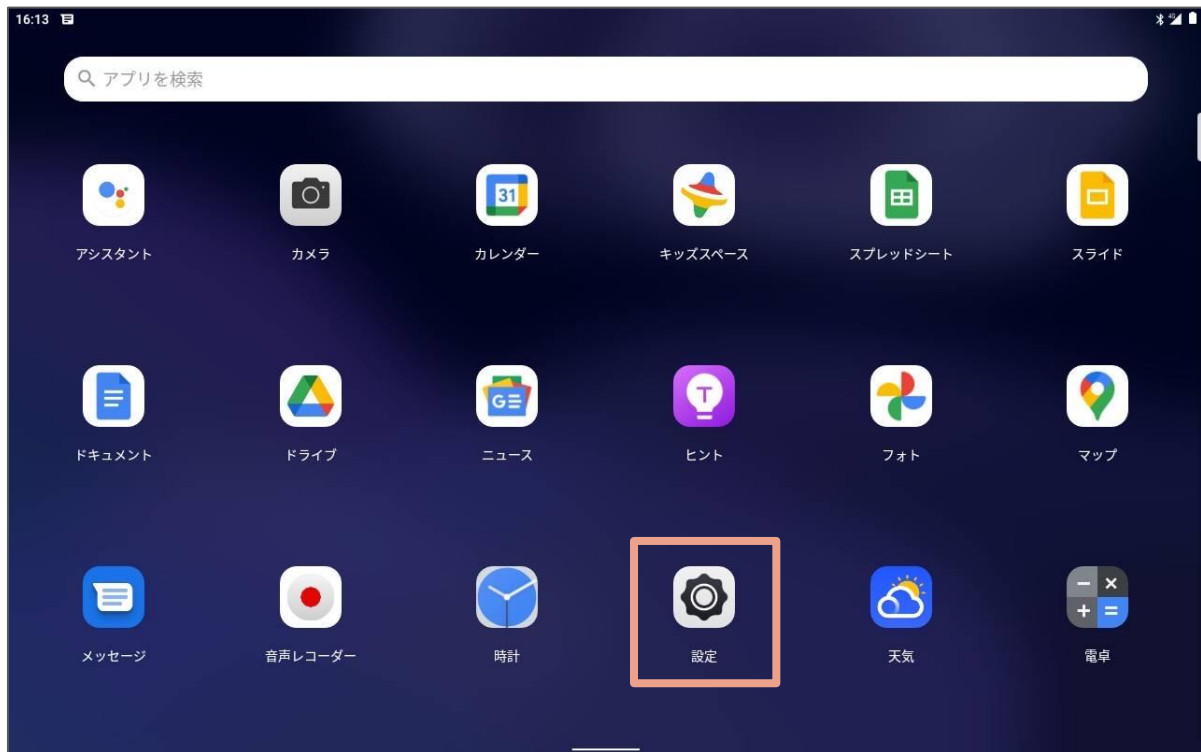 16:13
4G
アプリを検索
31
アシスタント
カメラ
カレンダー
キッズスペース
スプレッドシート
スライド
G
T
ドキュメント
ドライブ
ニュース
ヒント
フォト
マップ
− ×
+ =
メッセージ
音声レコーダー
時計
設定
天気
電卓